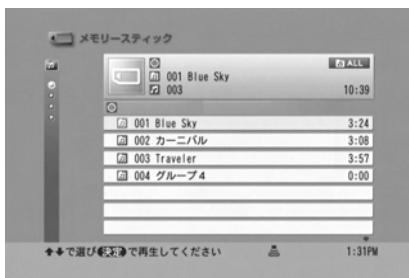 メモリースティック
ALL
001 Blue Sky
003
10:39
001 Blue Sky 3:24
002 カーニバル 3:08
003 Traveler 3:57
004 グループ4 0:00
で選び 決定 で再生してください
1:31PM